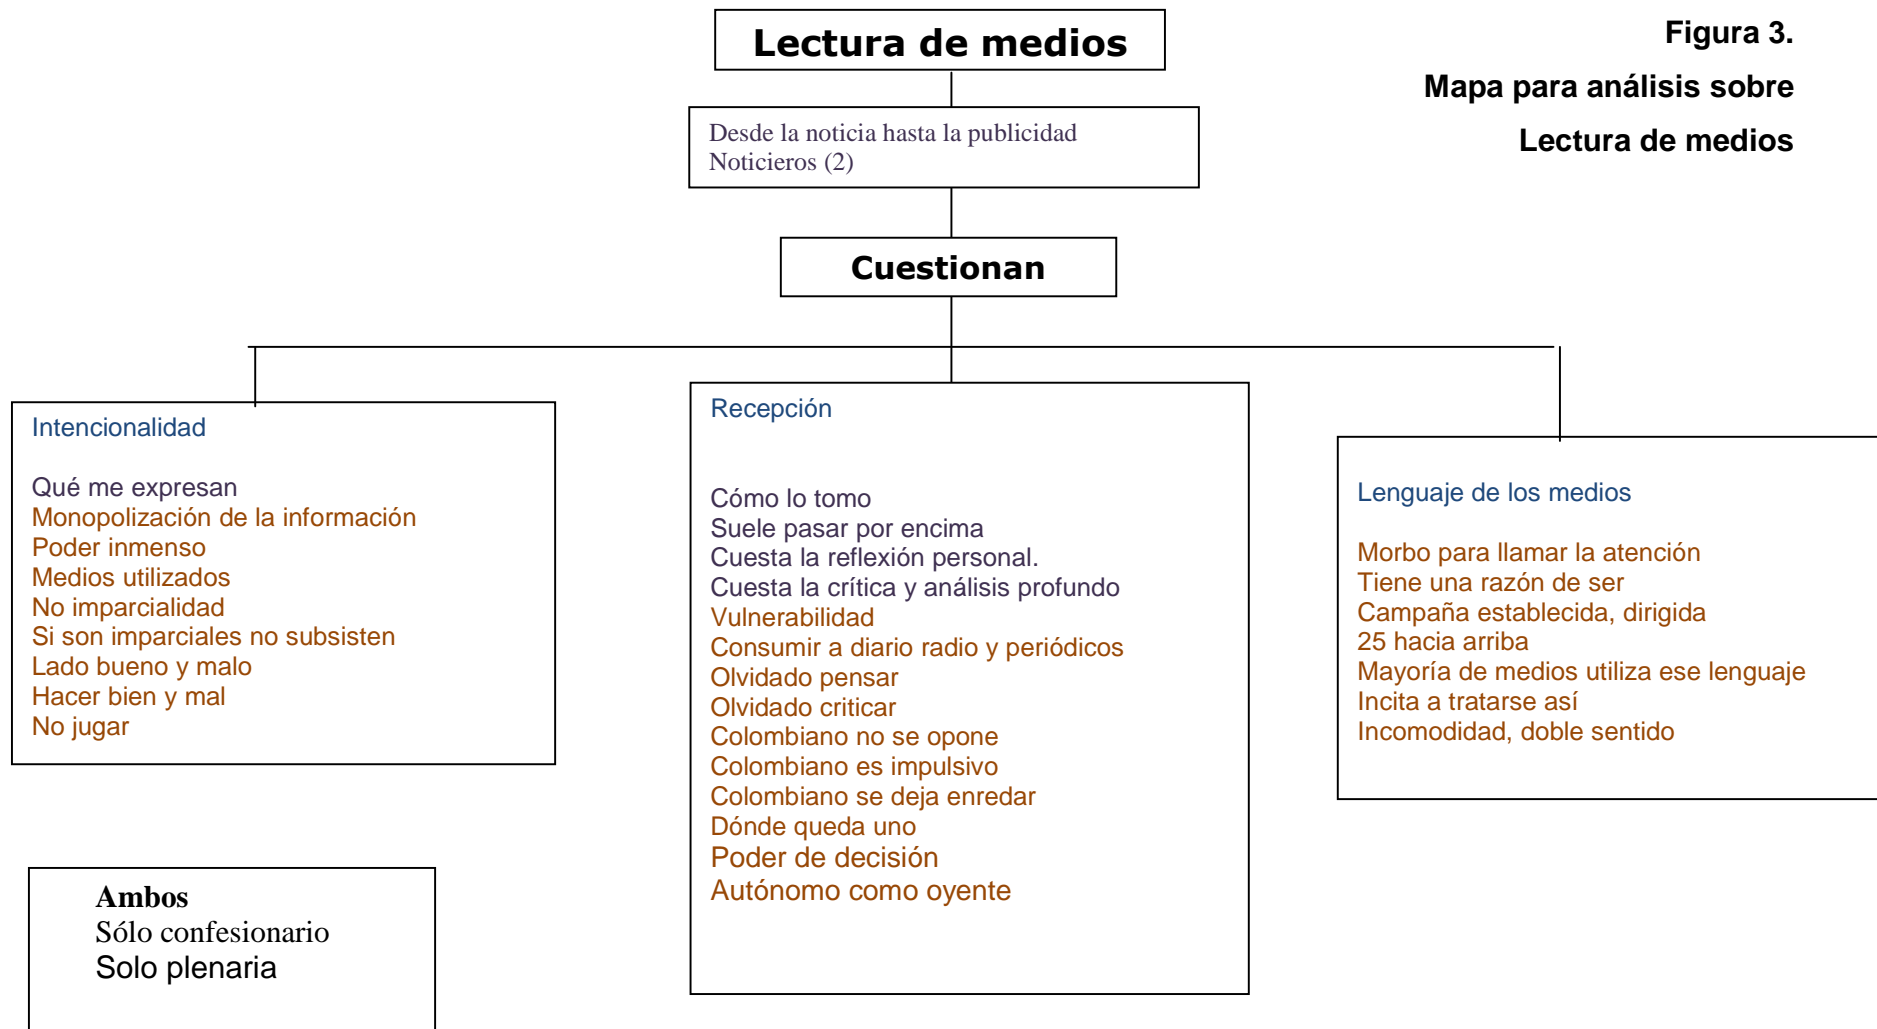 Lectura de medios
Figura 3.
Mapa para análisis sobre
Lectura de medios
Desde la noticia hasta la publicidad
Noticieros (2)
Cuestionan
Intencionalidad
Qué me expresan
Monopolización de la información
Poder inmenso
Medios utilizados
No imparcialidad
Si son imparciales no subsisten
Lado bueno y malo
Hacer bien y mal
No jugar
Recepción
Cómo lo tomo
Suele pasar por encima
Cuesta la reflexión personal.
Cuesta la crítica y análisis profundo
Vulnerabilidad
Consumir a diario radio y periódicos
Olvidado pensar
Olvidado criticar
Colombiano no se opone
Colombiano es impulsivo
Colombiano se deja enredar
Dónde queda uno
Poder de decisión
Autónomo como oyente
Lenguaje de los medios
Morbo para llamar la atención
Tiene una razón de ser
Campaña establecida, dirigida
25 hacia arriba
Mayoría de medios utiliza ese lenguaje
Incita a tratarse así
Incomodidad, doble sentido
Ambos
Sólo confesionario
Solo plenaria